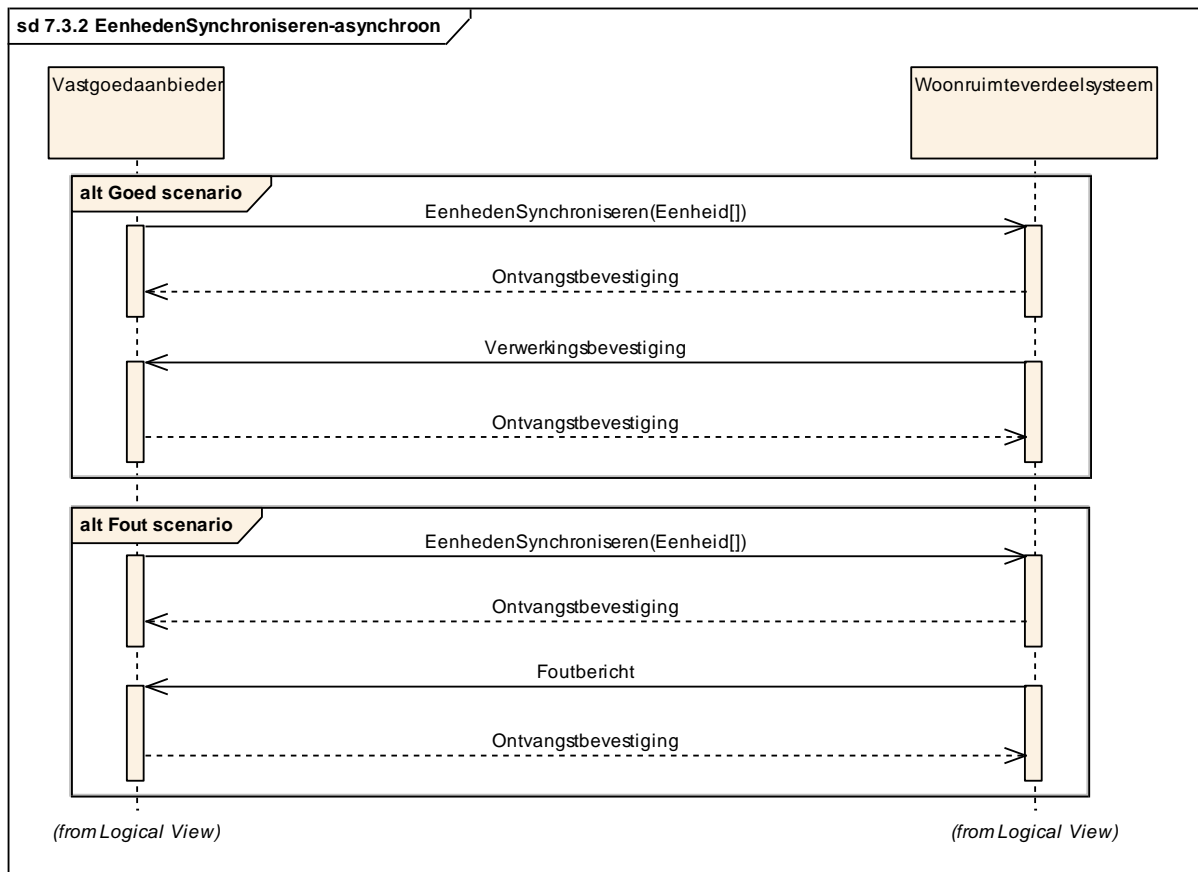 sd 7.3.2 EenhedenSynchroniseren-asynchroon
Vastgoedaanbieder
Woonruimteverdeelsysteem
alt Goed scenario
EenhedenSynchroniseren(Eenheid[])
Ontvangstbevestiging
Verwerkingsbevestiging
Ontvangstbevestiging
alt Fout scenario
EenhedenSynchroniseren(Eenheid[])
Ontvangstbevestiging
Foutbericht
Ontvangstbevestiging
(from Logical View)
(from Logical View)